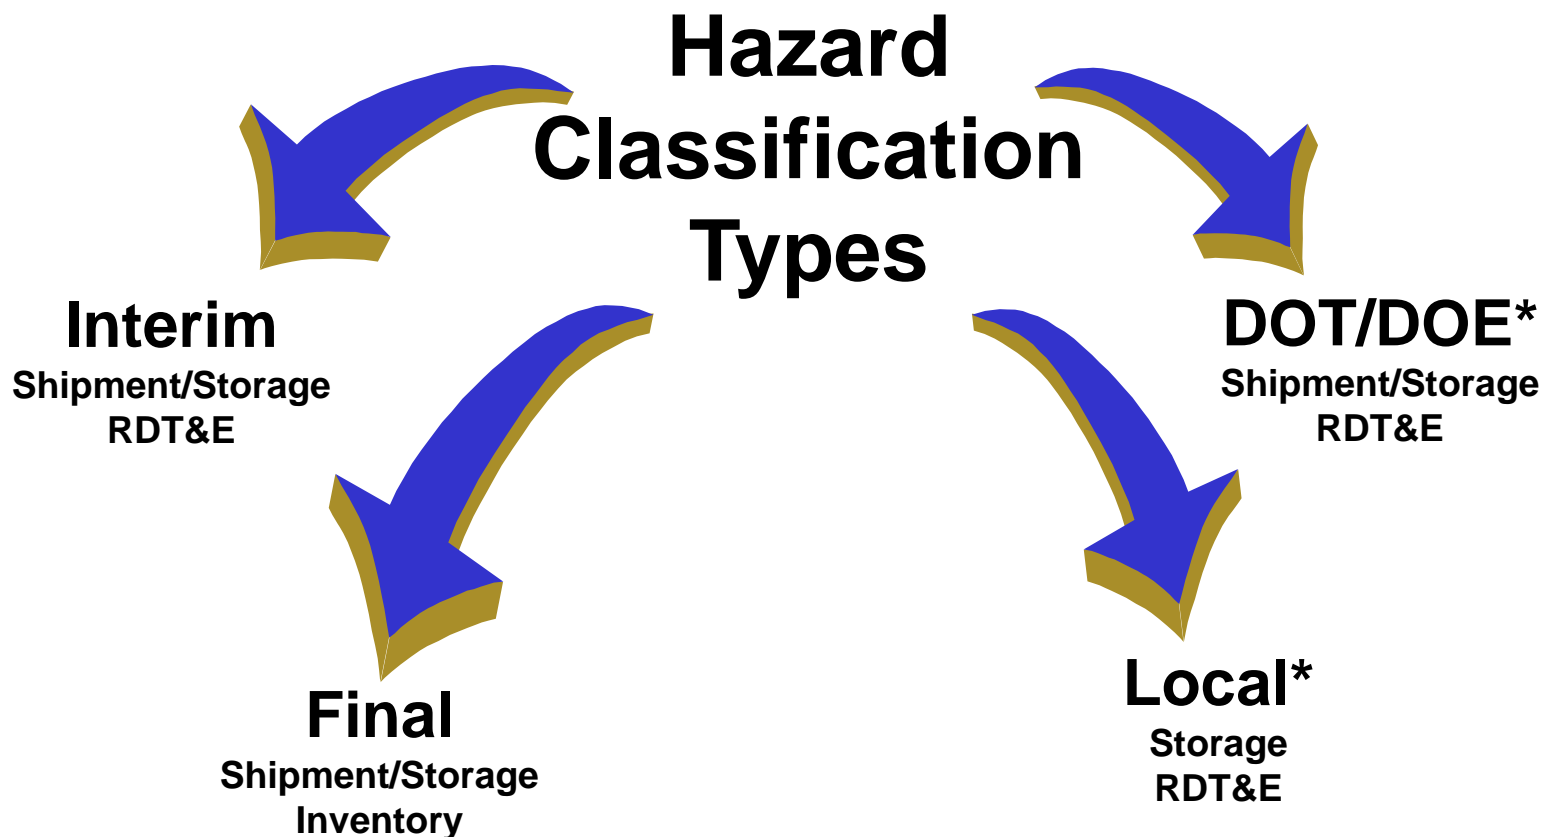 Hazard
Classification
Types
Interim
Shipment/Storage
RDT&E
DOT/DOE*
Shipment/Storage
RDT&E
Final
Shipment/Storage
Inventory
Local*
Storage
RDT&E